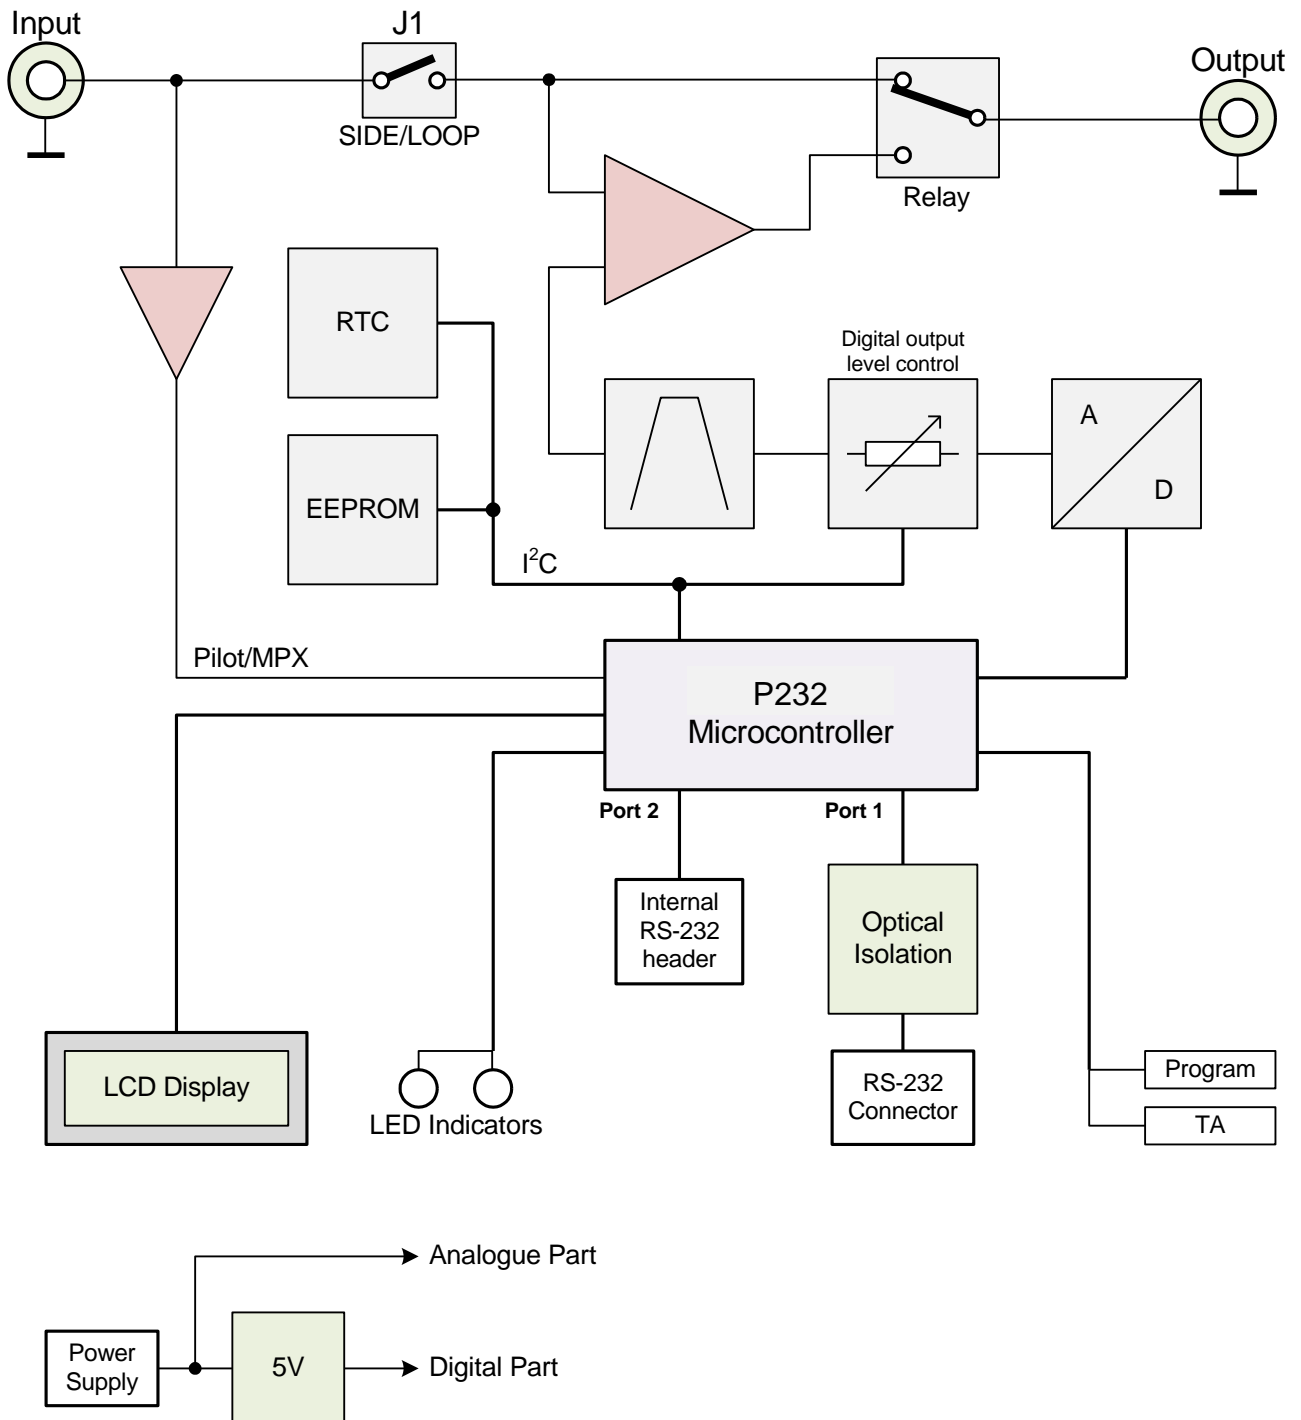 Input
J1
Output
SIDE/LOOP
Relay
RTC
Digital output
level control
A
D
EEPROM
I²C
Pilot/MPX
P232
Microcontroller
Port 2
Port 1
Internal
RS-232
header
Optical
Isolation
LCD Display
LED Indicators
RS-232
Connector
Program
TA
Analogue Part
Power
Supply
5V
Digital Part